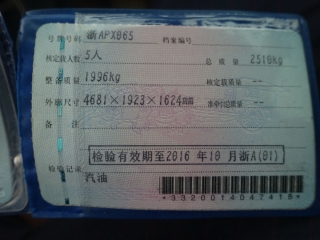 号牌号码 浙APX065 档案编号
核定载人数 5人 总质量 2510kg
整备质量 1996kg 核定载质量 --
外廓尺寸 4681×1923×1624mm 准牵引总质量 --
备注
检验有效期至2016年10月浙A(01)
检验记录
汽油
*3320014047416*